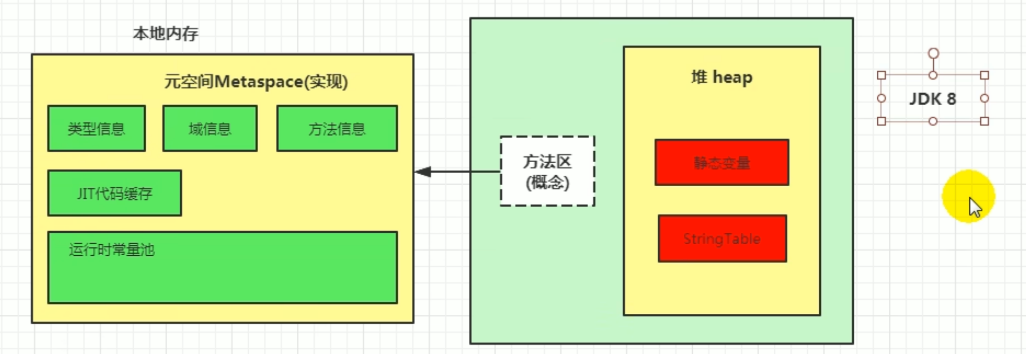 本地内存
元空间Metaspace(实现)
类型信息
域信息
方法信息
JIT代码缓存
运行时常量池
方法区
(概念)
堆 heap
静态变量
StringTable
JDK 8